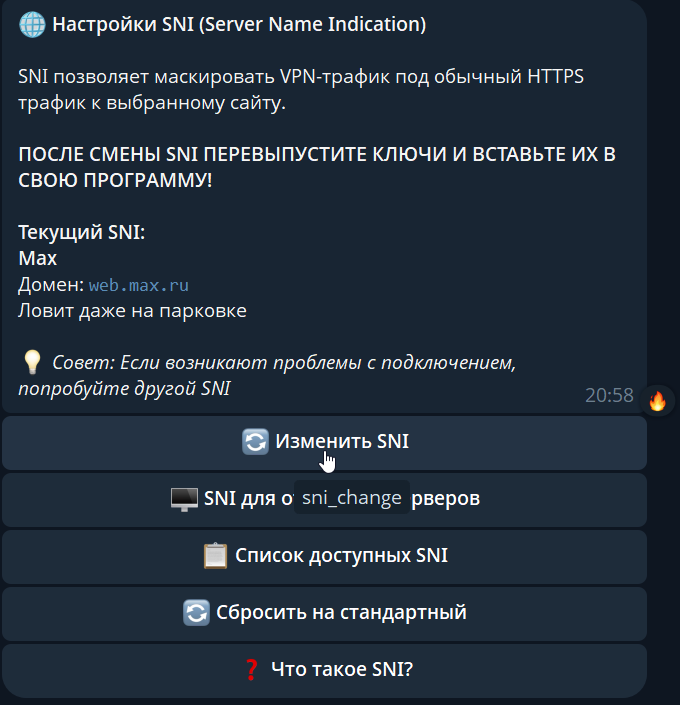 Настройки SNI (Server Name Indication)
SNI позволяет маскировать VPN-трафик под обычный HTTPS
трафик к выбранному сайту.
ПОСЛЕ СМЕНЫ SNI ПЕРЕВЫПУСТИТЕ КЛЮЧИ И ВСТАВЬТЕ ИХ В
СВОЮ ПРОГРАММУ!
Текущий SNI:
Max
Домен: web.max.ru
Ловит даже на парковке
Совет: Если возникают проблемы с подключением,
попробуйте другой SNI
20:58
Изменить SNI
SNI для
sni_change
Список доступных SNI
Сбросить на стандартный
Что такое SNI?